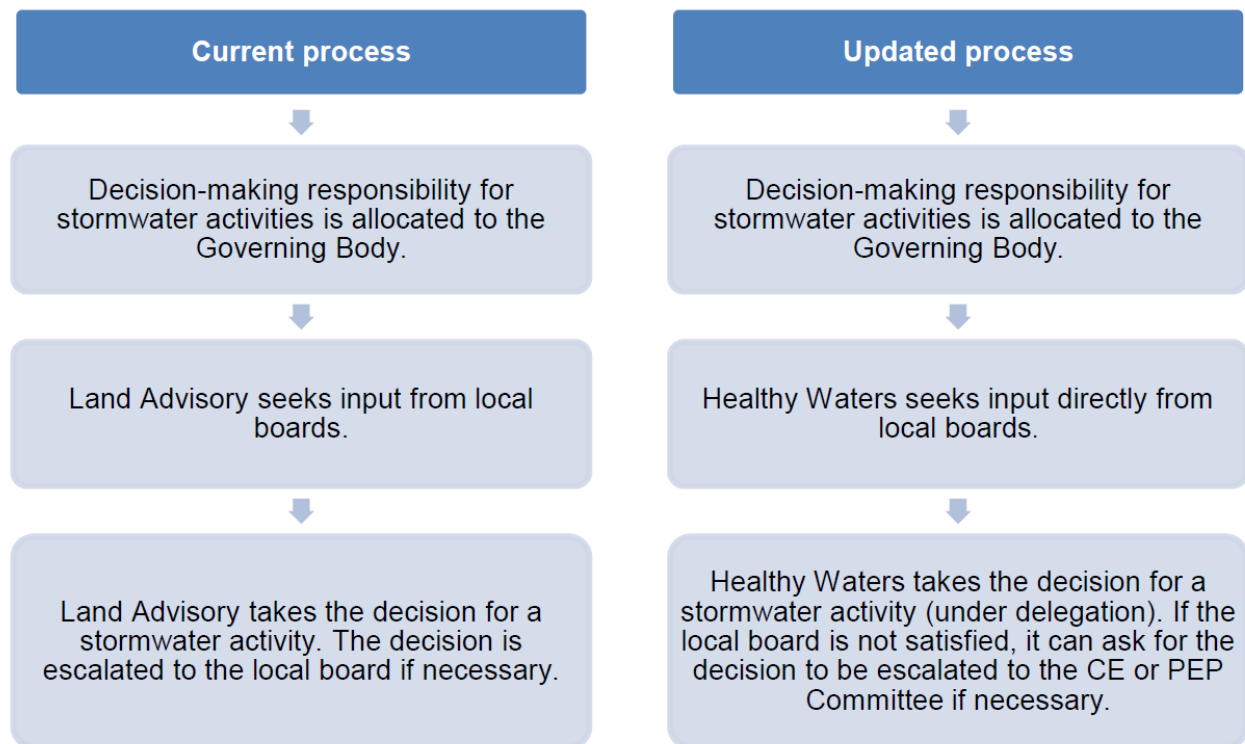 Current process
Decision-making responsibility for
stormwater activities is allocated to the
Governing Body.
Land Advisory seeks input from local
boards.
Land Advisory takes the decision for a
stormwater activity. The decision is
escalated to the local board if necessary.
Updated process
Decision-making responsibility for
stormwater activities is allocated to the
Governing Body.
Healthy Waters seeks input directly from
local boards.
Healthy Waters takes the decision for a
stormwater activity (under delegation). If the
local board is not satisfied, it can ask for the
decision to be escalated to the CE or PEP
Committee if necessary.